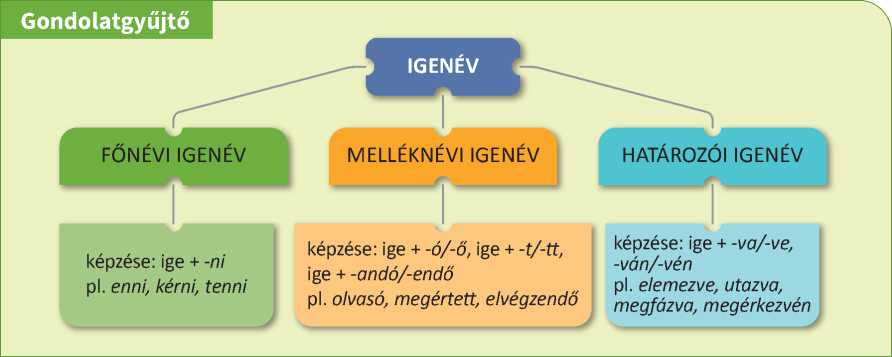 Gondolatgyűjtő
IGENÉV
FŐNÉVI IGENÉV
MELLÉKNÉVI IGENÉV
HATÁROZÓI IGENÉV
képzése: ige + -ni
pl. enni, kérni, tenni
képzése: ige + -ó/-ő, ige + -t/-tt,
ige + -andó/-endő
pl. olvasó, megértett, elvégzendő
képzése: ige + -va/-ve,
-ván/-vén
pl. elemezve, utazva,
megfázva, megérkezvén